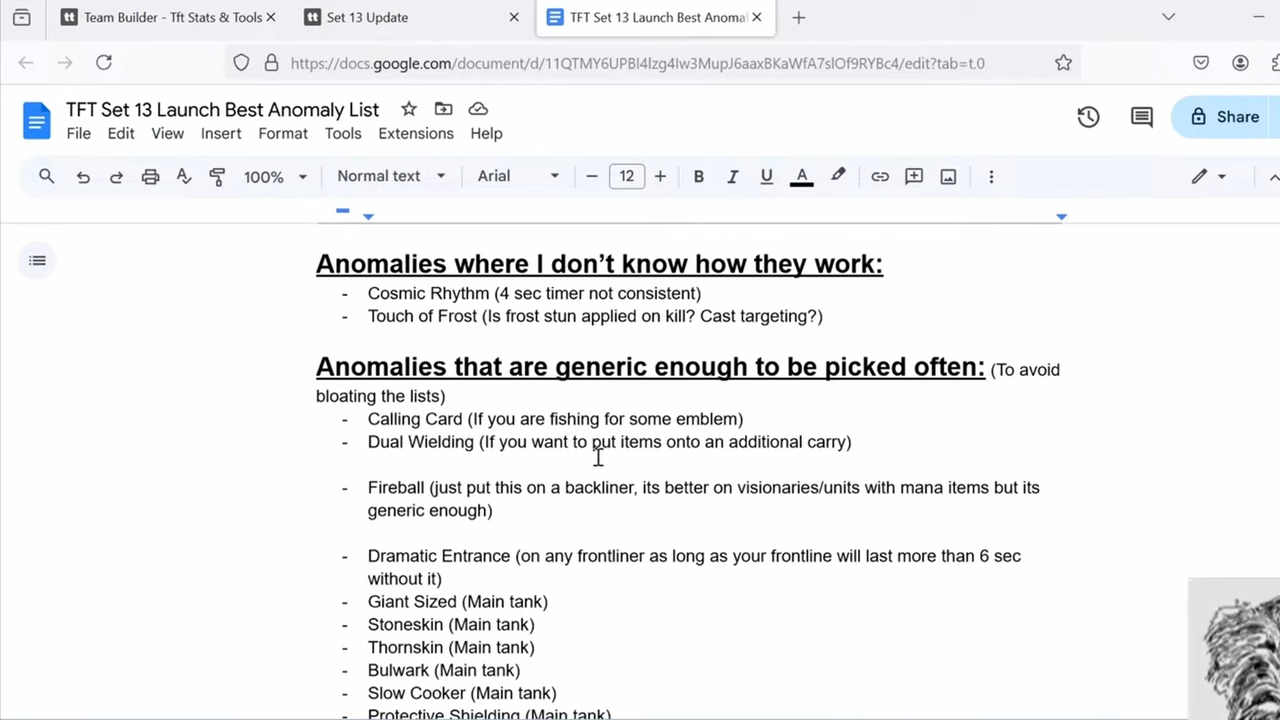 Team Builder - Tft Stats & Tools
Set 13 Update
TFT Set 13 Launch Best Anomal
https://docs.google.com/document/d/11QTMY6UPBI4lzg4Iw3MupJ6aaxBKaWfA7slOf9RYBc4/edit?tab=t.0
TFT Set 13 Launch Best Anomaly List
File Edit View Insert Format Tools Extensions Help
Share
100% Normal text Arial 12 B I U A
Anomalies where I don’t know how they work:
- Cosmic Rhythm (4 sec timer not consistent)
- Touch of Frost (Is frost stun applied on kill? Cast targeting?)
Anomalies that are generic enough to be picked often: (To avoid
bloating the lists)
- Calling Card (If you are fishing for some emblem)
- Dual Wielding (If you want to put items onto an additional carry)
- Fireball (just put this on a backliner, its better on visionaries/units with mana items but its
generic enough)
- Dramatic Entrance (on any frontliner as long as your frontline will last more than 6 sec
without it)
- Giant Sized (Main tank)
- Stoneskin (Main tank)
- Thornskin (Main tank)
- Bulwark (Main tank)
- Slow Cooker (Main tank)
- Protective Shielding (Main tank)